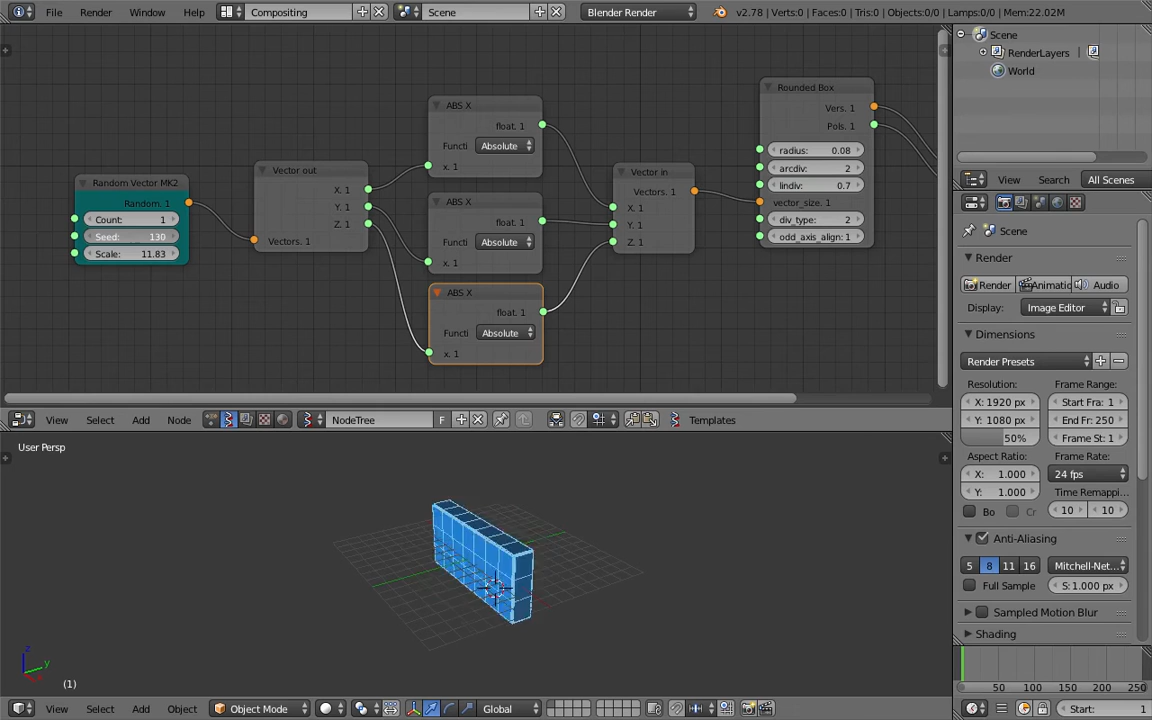 File Render Window Help Compositing Scene Blender Render v2.78 | Verts:0 | Faces:0 | Tris:0 | Objects:0/0 | Lamps:0/0 | Mem:22.02M
Scene
RenderLayers
World
View Search All Scenes
Random Vector MK2
Random. 1
Count: 1
Seed: 130
Scale: 11.83
Vector out
X. 1
Y. 1
Z. 1
Vectors. 1
ABS X
float. 1
Functi Absolute
x. 1
ABS X
float. 1
Functi Absolute
x. 1
ABS X
float. 1
Functi Absolute
x. 1
Vector in
Vectors. 1
X. 1
Y. 1
Z. 1
Rounded Box
Vers. 1
Pols. 1
radius: 0.08
arcdiv: 2
lindiv: 0.7
vector_size. 1
div_type: 2
odd_axis_align: 1
View Select Add Node NodeTree F Templates
User Persp
z
y
(1)
View Select Add Object Object Mode Global
Scene
Render
Render Animatic Audio
Display: Image Editor
Dimensions
Render Presets
Resolution: Frame Range:
X: 1920 px Start Fra: 1
Y: 1080 px End Fr: 250
50% Frame St: 1
Aspect Ratio: Frame Rate:
X: 1.000 24 fps
Y: 1.000 Time Remappi...
Bo Cr 10 10
Anti-Aliasing
5 8 11 16 Mitchell-Net...
Full Sample S: 1.000 px
Sampled Motion Blur
Shading
0 50 100 150 200 250
Start: 1